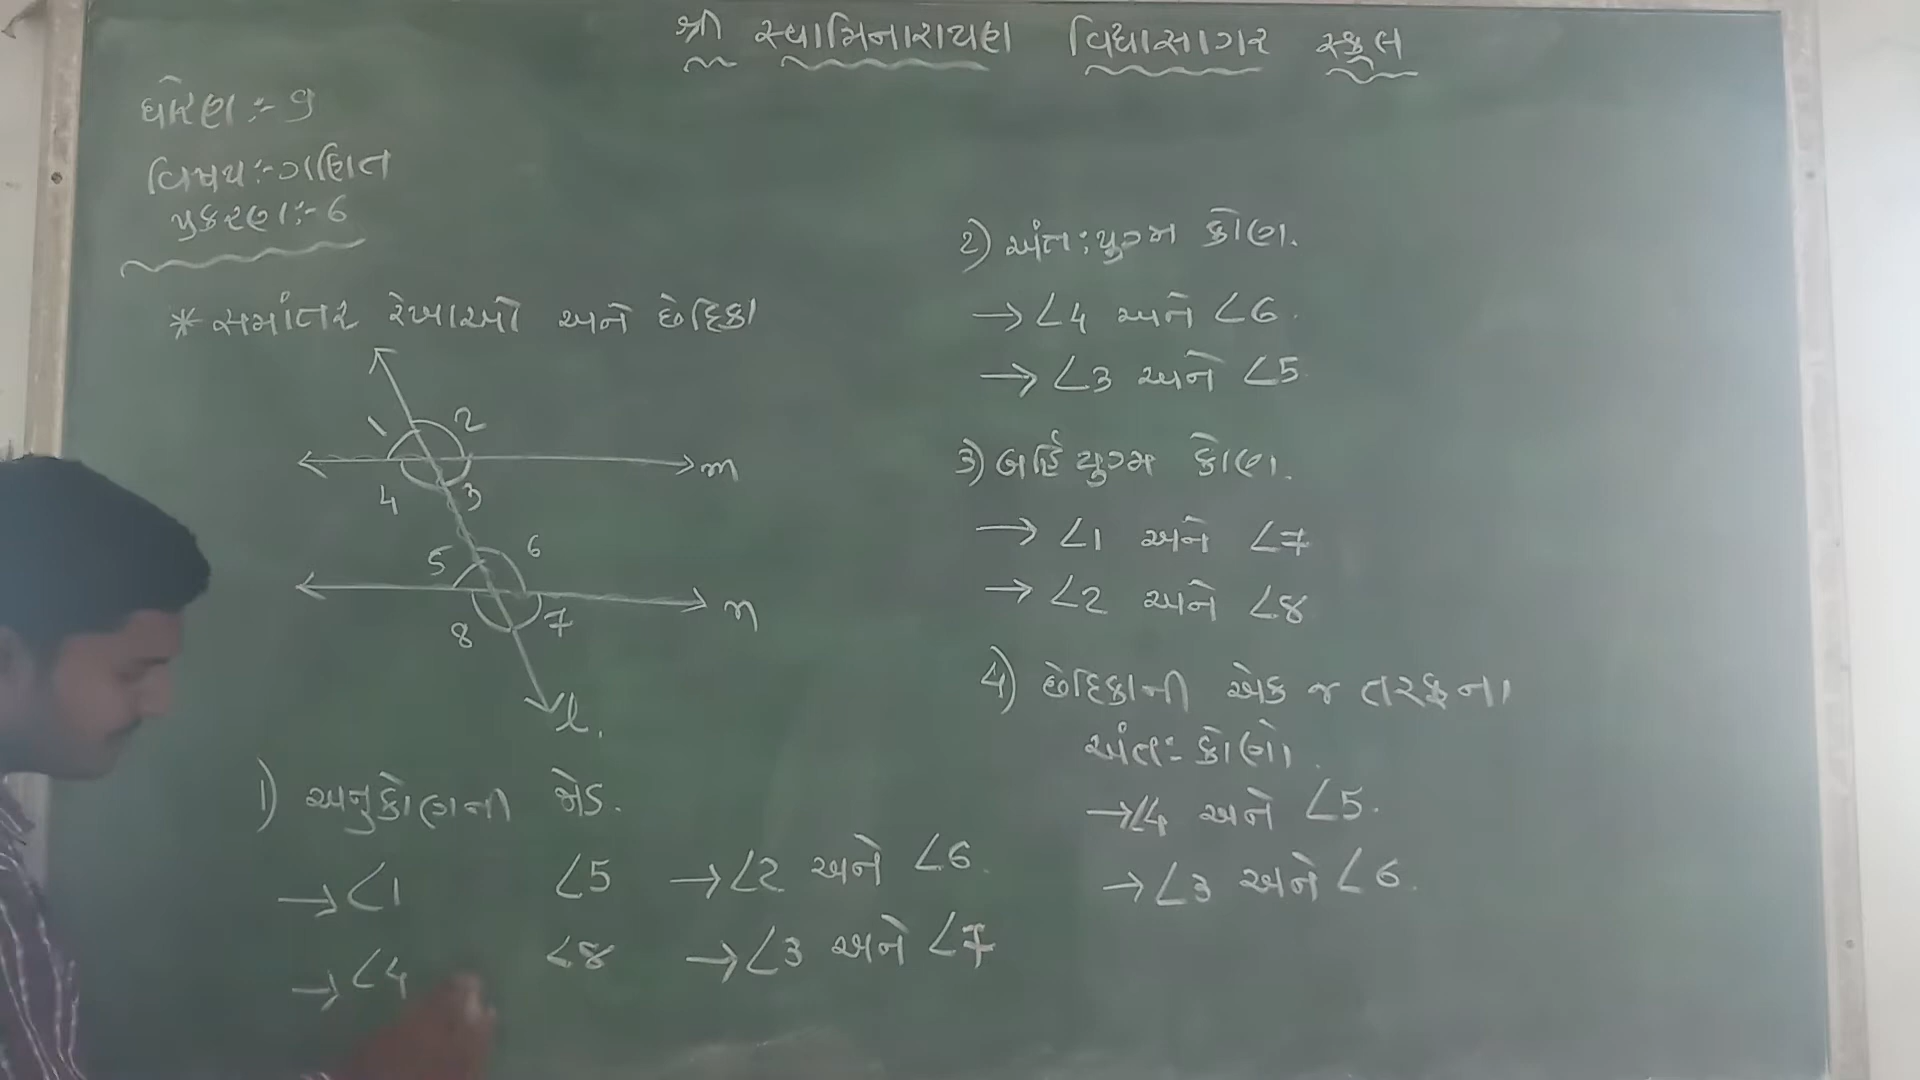 શ્રી સ્વામિનારાયણ વિદ્યાસાગર સ્કુલ
ધોરણ :- 9
વિષય :- ગણિત
પ્રકરણ :- 6
* સમાંતર રેખાઓ અને છેદિકા
1 2
m
4 3
5 6
n
8 7
l.
1) અનુકોણની જોડ.
→ ∠1 ∠5 → ∠2 અને ∠6.
→ ∠4 ∠8 → ∠3 અને ∠7
2) અંત:યુગ્મ કોણ.
→ ∠4 અને ∠6.
→ ∠3 અને ∠5
3) બહિર્યુગ્મ કોણ.
→ ∠1 અને ∠7
→ ∠2 અને ∠8
4) છેદિકાની એક જ તરફના
અંત: કોણો.
→ ∠4 અને ∠5.
→ ∠3 અને ∠6.